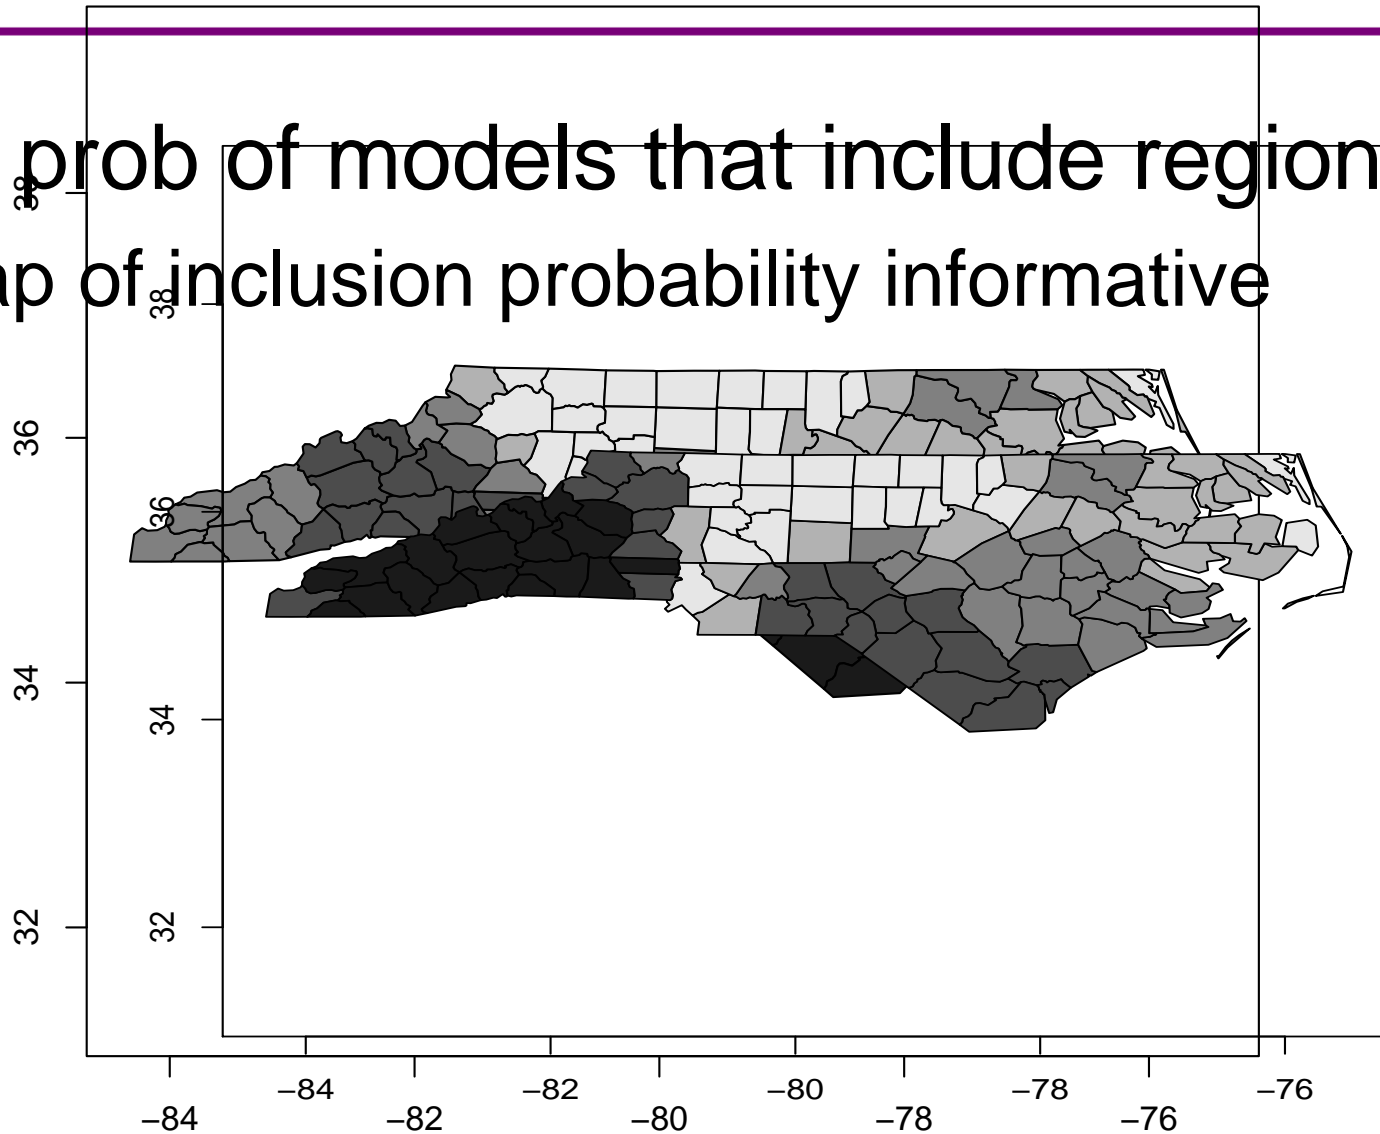 prob of models that include region
ap of inclusion probability informative
38
38
36
36
34
34
32
32
−84 −82 −80 −78 −76
−84 −82 −80 −78 −76